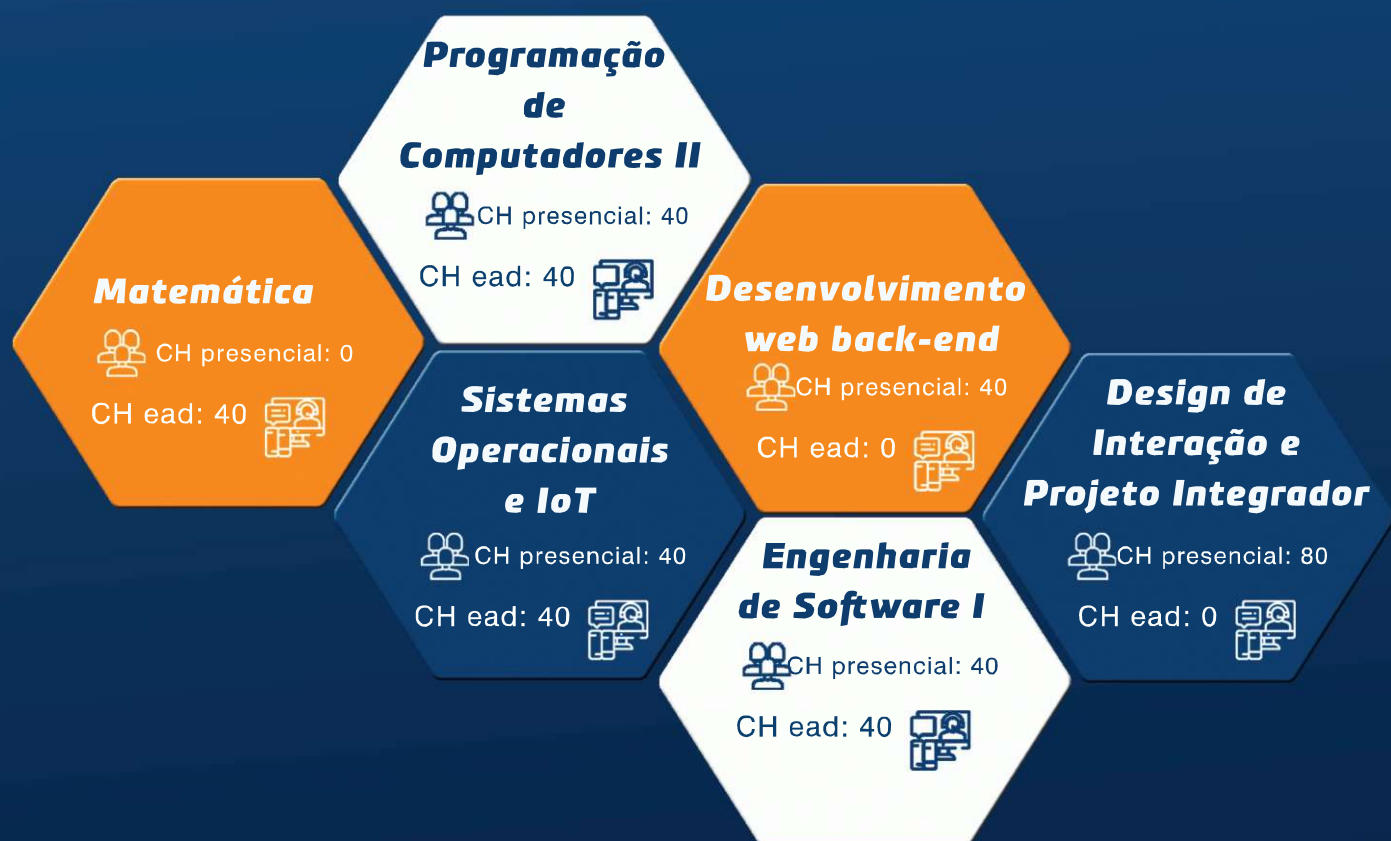 Programação
de
Computadores II
CH presencial: 40
CH ead: 40
Matemática
CH presencial: 0
CH ead: 40
Desenvolvimento
web back-end
CH presencial: 40
CH ead: 0
Sistemas
Operacionais
e IoT
CH presencial: 40
CH ead: 40
Design de
Interação e
Projeto Integrador
CH presencial: 80
CH ead: 0
Engenharia
de Software I
CH presencial: 40
CH ead: 40